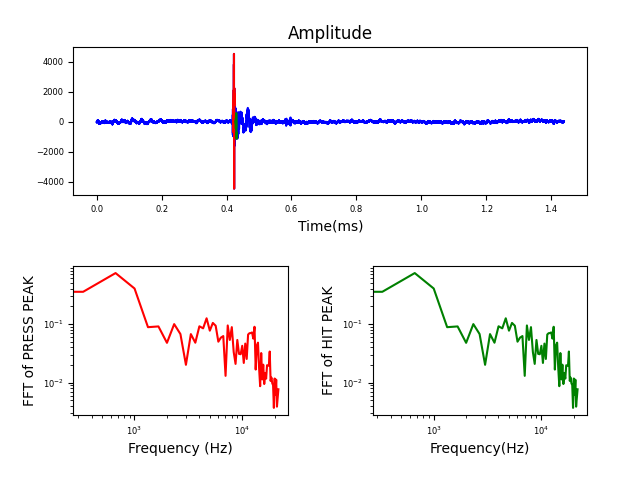 Amplitude
4000
2000
0
−2000
−4000
0.0 0.2 0.4 0.6 0.8 1.0 1.2 1.4
Time(ms)
FFT of PRESS PEAK
10⁻¹
10⁻²
10³ 10⁴
Frequency (Hz)
FFT of HIT PEAK
10⁻¹
10⁻²
10³ 10⁴
Frequency(Hz)